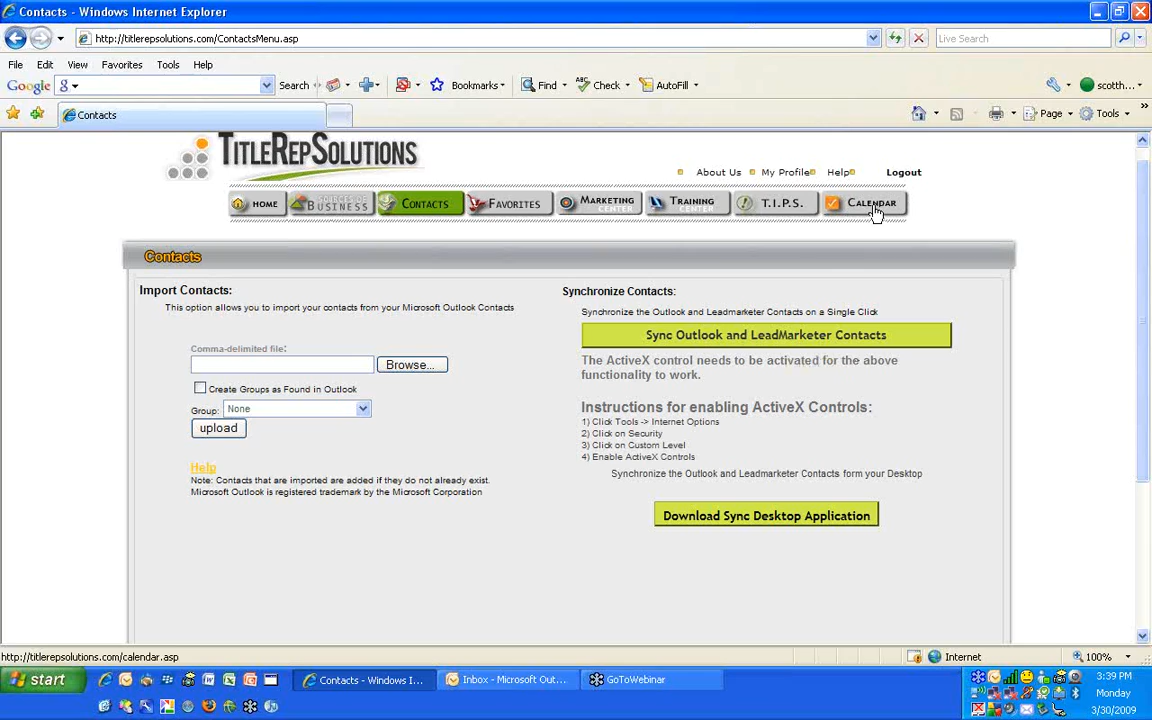 Contacts - Windows Internet Explorer
http://titlerepsolutions.com/ContactsMenu.asp
Live Search
File Edit View Favorites Tools Help
Google
Search
Bookmarks
Find
Check
AutoFill
scotth...
Contacts
Page
Tools
TITLEREPSOLUTIONS
About Us
My Profile
Help
Logout
HOME
SOURCES OF BUSINESS
CONTACTS
FAVORITES
MARKETING CENTER
TRAINING CENTER
T.I.P.S.
CALENDAR
Contacts
Import Contacts:
This option allows you to import your contacts from your Microsoft Outlook Contacts
Comma-delimited file:
Browse...
Create Groups as Found in Outlook
Group: None
upload
Help
Note: Contacts that are imported are added if they do not already exist.
Microsoft Outlook is registered trademark by the Microsoft Corporation
Synchronize Contacts:
Synchronize the Outlook and Leadmarketer Contacts on a Single Click
Sync Outlook and LeadMarketer Contacts
The ActiveX control needs to be activated for the above
functionality to work.
Instructions for enabling ActiveX Controls:
1) Click Tools -> Internet Options
2) Click on Security
3) Click on Custom Level
4) Enable ActiveX Controls
Synchronize the Outlook and Leadmarketer Contacts form your Desktop
Download Sync Desktop Application
http://titlerepsolutions.com/calendar.asp
Internet
100%
start
Contacts - Windows I...
Inbox - Microsoft Out...
GoToWebinar
3:39 PM
Monday
3/30/2009